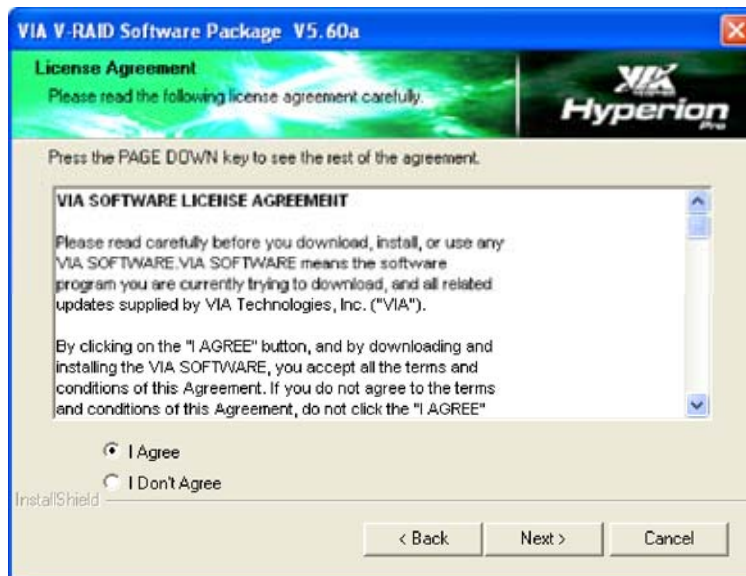 VIA V-RAID Software Package V5.60a
License Agreement
Please read the following license agreement carefully.
VIA
Hyperion
Pro
Press the PAGE DOWN key to see the rest of the agreement.
VIA SOFTWARE LICENSE AGREEMENT
Please read carefully before you download, install, or use any
VIA SOFTWARE.VIA SOFTWARE means the software
program you are currently trying to download, and all related
updates supplied by VIA Technologies, Inc. ("VIA").
By clicking on the "I AGREE" button, and by downloading and
installing the VIA SOFTWARE, you accept all the terms and
conditions of this Agreement. If you do not agree to the terms
and conditions of this Agreement, do not click the "I AGREE"
I Agree
I Don't Agree
InstallShield
< Back
Next >
Cancel